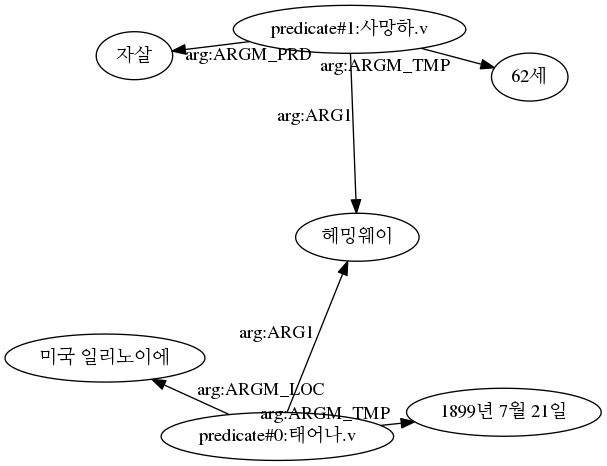 predicate#1:사망하.v
자살
arg:ARGM_PRD
arg:ARGM_TMP
62세
arg:ARG1
헤밍웨이
arg:ARG1
미국 일리노이에
arg:ARGM_LOC
arg:ARGM_TMP
1899년 7월 21일
predicate#0:태어나.v